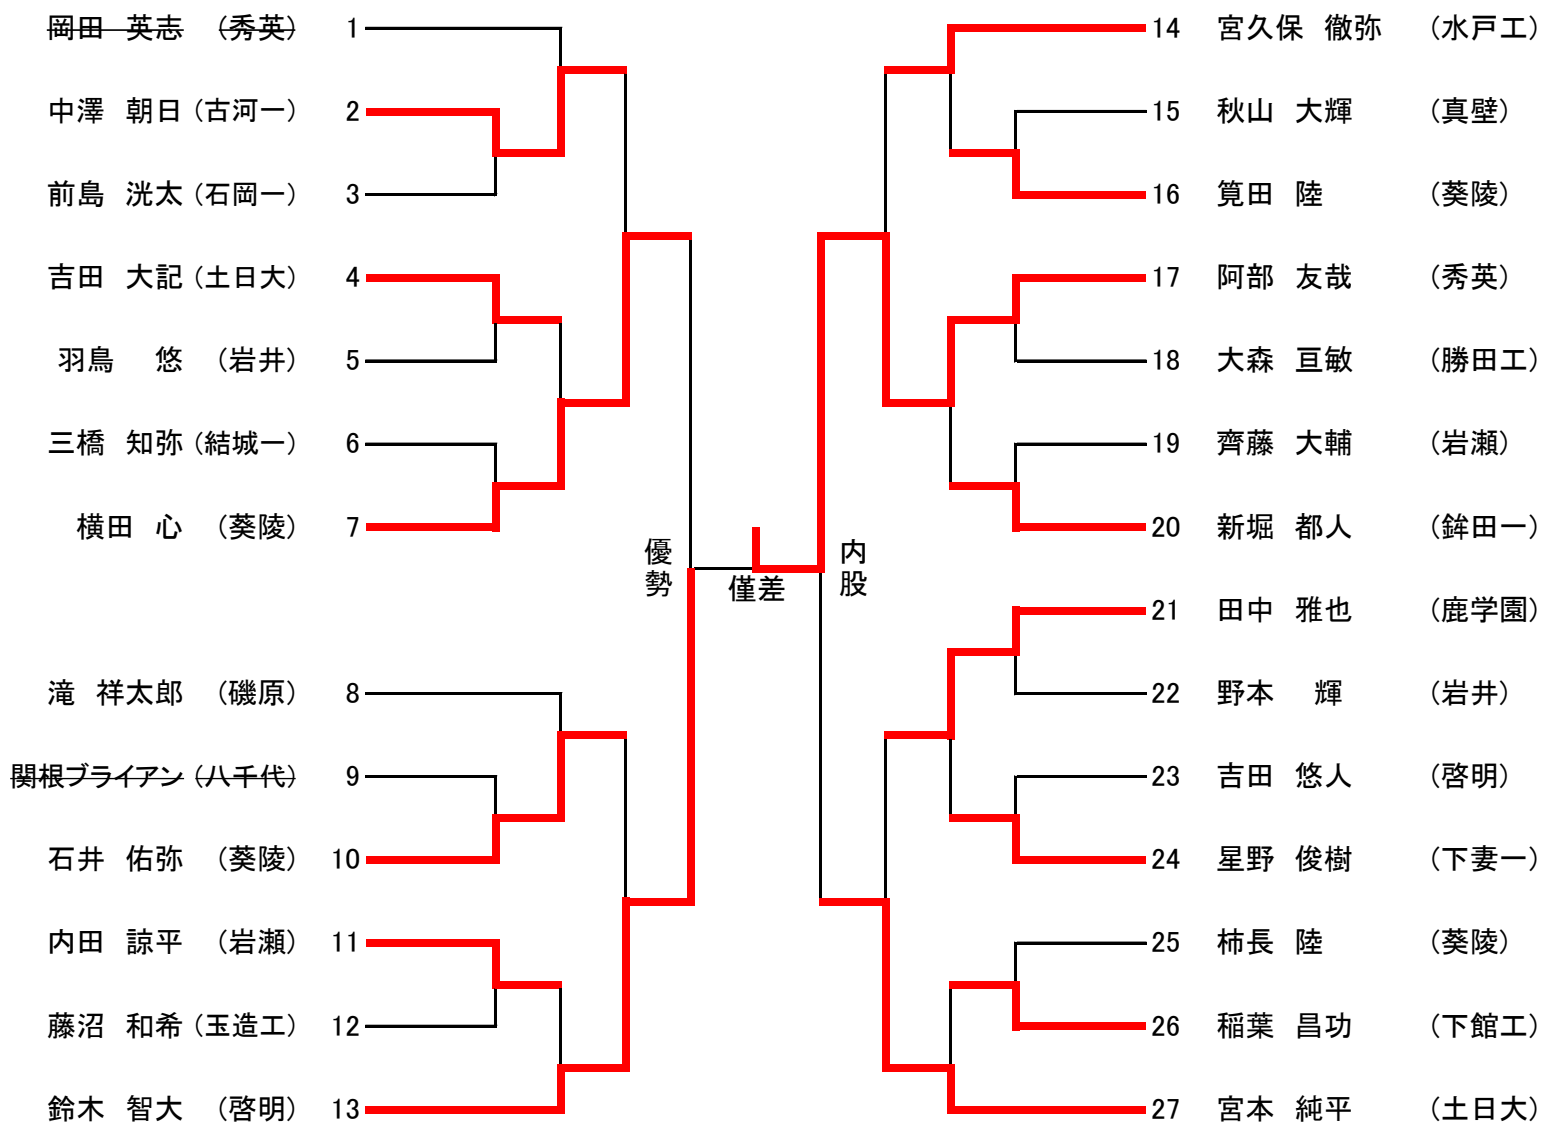 岡田 英志 (秀英) 1
中澤 朝日 (古河一) 2
前島 洸太 (石岡一) 3
吉田 大記 (土日大) 4
羽鳥 悠 (岩井) 5
三橋 知弥 (結城一) 6
横田 心 (葵陵) 7
滝 祥太郎 (磯原) 8
関根ブライアン (八千代) 9
石井 佑弥 (葵陵) 10
内田 諒平 (岩瀬) 11
藤沼 和希 (玉造工) 12
鈴木 智大 (啓明) 13
優勢
僅差
内股
14 宮久保 徹弥 (水戸工)
15 秋山 大輝 (真壁)
16 筧田 陸 (葵陵)
17 阿部 友哉 (秀英)
18 大森 亘敏 (勝田工)
19 齊藤 大輔 (岩瀬)
20 新堀 都人 (鉾田一)
21 田中 雅也 (鹿学園)
22 野本 輝 (岩井)
23 吉田 悠人 (啓明)
24 星野 俊樹 (下妻一)
25 柿長 陸 (葵陵)
26 稲葉 昌功 (下館工)
27 宮本 純平 (土日大)